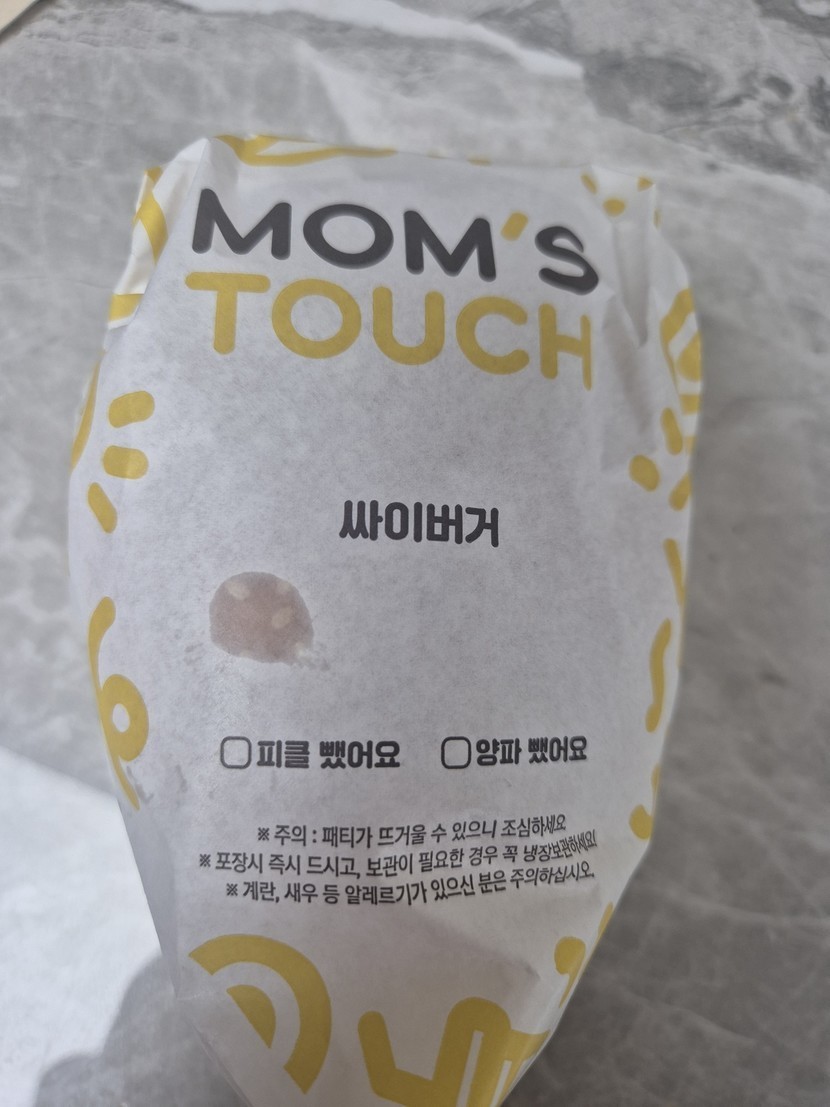 MOM'S
TOUCH
싸이버거
피클 뺐어요 양파 뺐어요
※ 주의 : 패티가 뜨거울 수 있으니 조심하세요
※ 포장시 즉시 드시고, 보관이 필요한 경우 꼭 냉장보관하세요!
※ 계란, 새우 등 알레르기가 있으신 분은 주의하십시오.